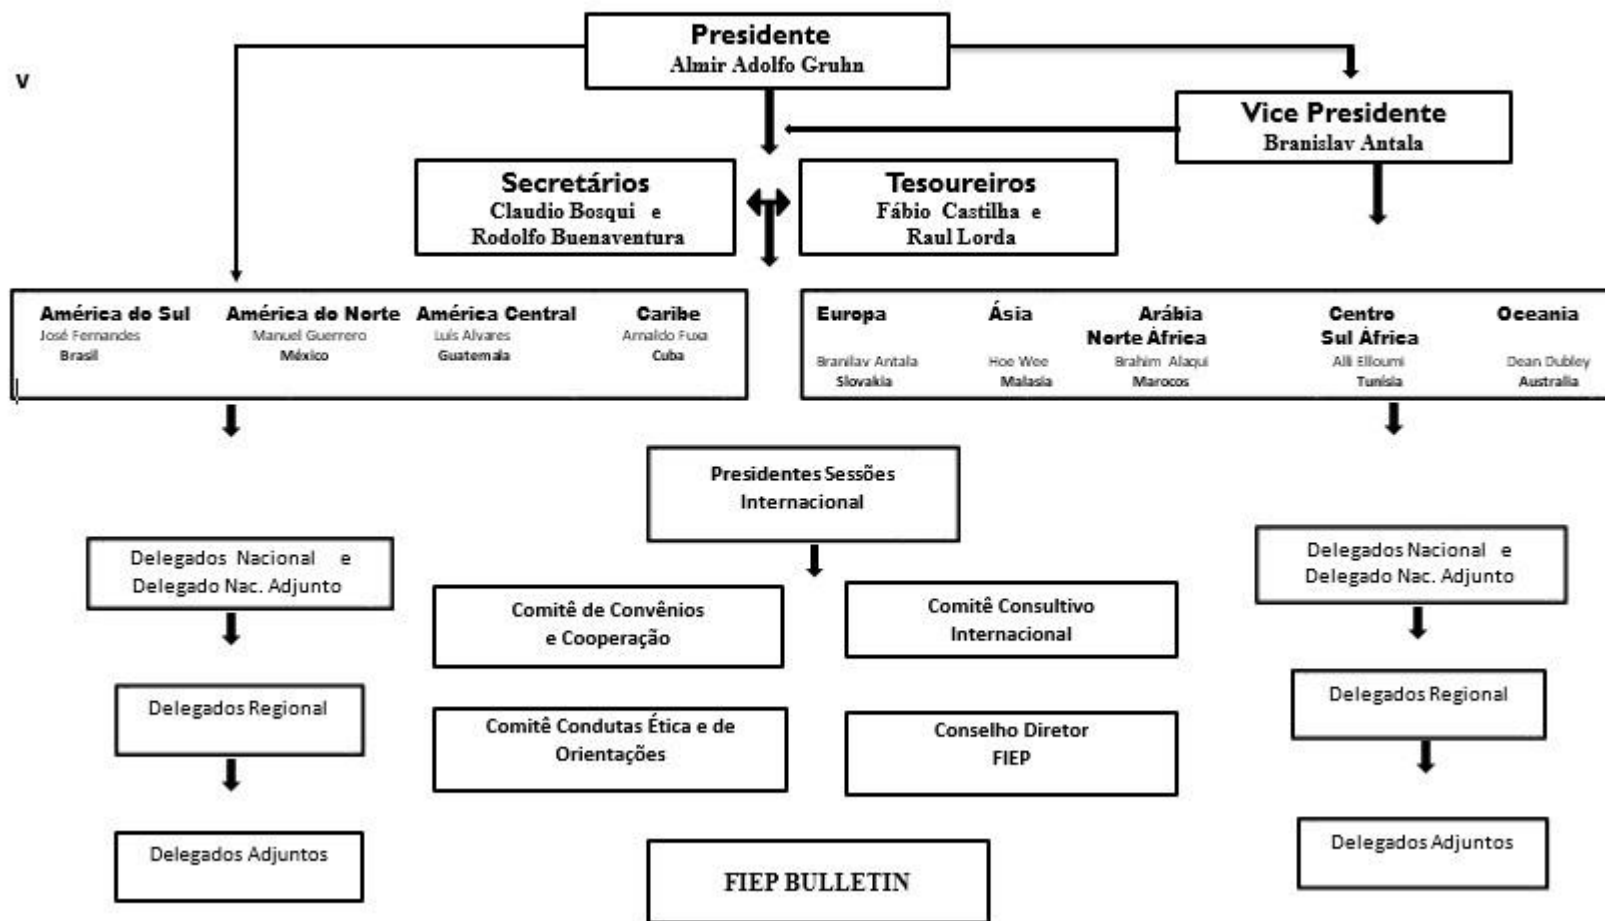 Presidente
Almir Adolfo Gruhn
v
Vice Presidente
Branislav Antala
Secretários
Claudio Bosqui e
Rodolfo Buenaventura
Tesoureiros
Fábio Castilha e
Raul Lorda
América do Sul
José Fernandes
Brasil
América do Norte
Manuel Guerrero
México
América Central
Luís Alvares
Guatemala
Caribe
Arnaldo Fuxa
Cuba
Europa
Branilav Antala
Slovakia
Ásia
Hoe Wee
Malasia
Arábia
Norte África
Brahim Alaqui
Marocos
Centro
Sul África
Alli Elloumi
Tunísia
Oceania
Dean Dubley
Australia
Presidentes Sessões
Internacional
Delegados Nacional e
Delegado Nac. Adjunto
Delegados Regional
Delegados Adjuntos
Comitê de Convênios
e Cooperação
Comitê Consultivo
Internacional
Comitê Condutas Ética e de
Orientações
Conselho Diretor
FIEP
FIEP BULLETIN
Delegados Nacional e
Delegado Nac. Adjunto
Delegados Regional
Delegados Adjuntos